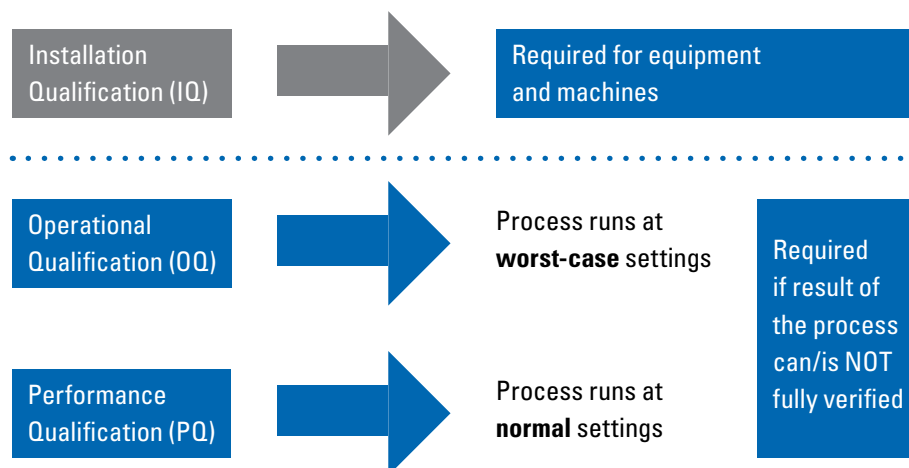 Installation
Qualification (IQ)
Required for equipment
and machines
Operational
Qualification (OQ)
Process runs at
worst-case settings
Required
if result of
the process
can/is NOT
fully verified
Performance
Qualification (PQ)
Process runs at
normal settings